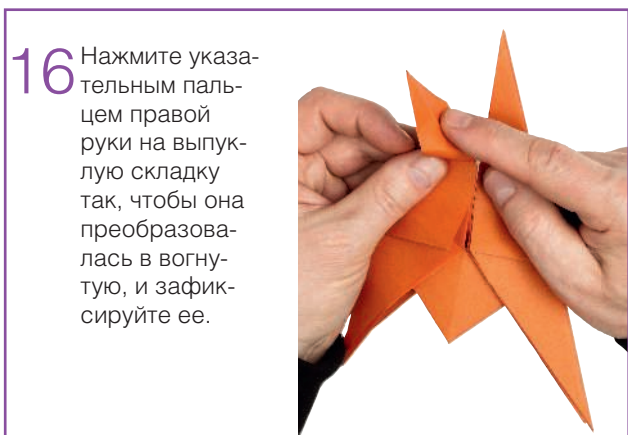 16 Нажмите указа-
тельным паль-
цем правой
руки на выпук-
лую складку
так, чтобы она
преобразова-
лась в вогну-
тую, и зафик-
сируйте ее.